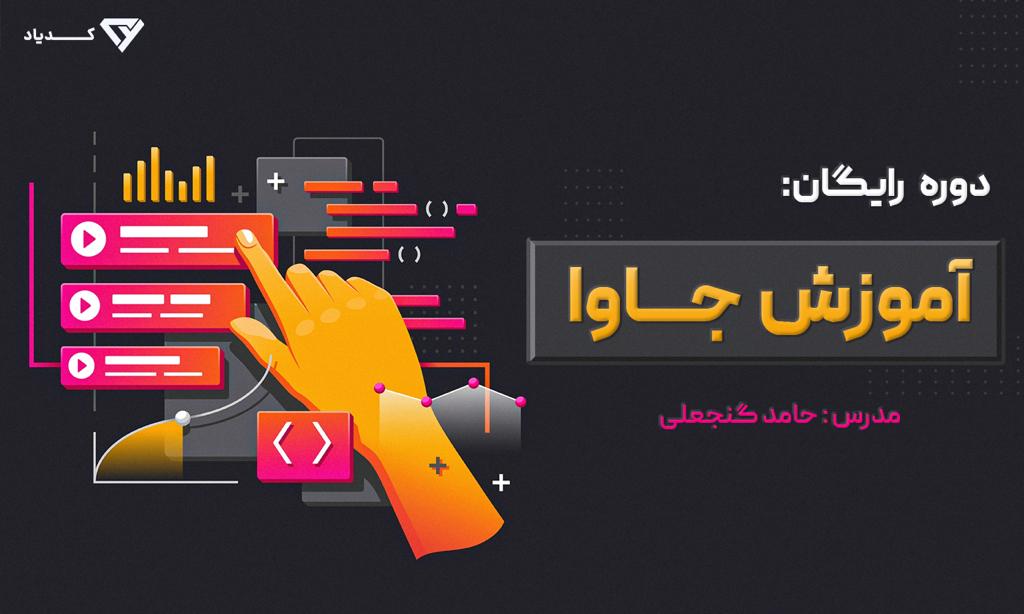 کدیاد
دوره رایگان:
آموزش جاوا
مدرس: حامد گنجعلی